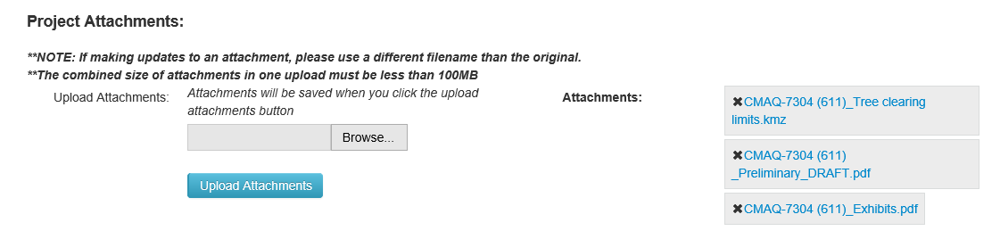 Project Attachments:
**NOTE: If making updates to an attachment, please use a different filename than the original.
**The combined size of attachments in one upload must be less than 100MB
Upload Attachments:
Attachments will be saved when you click the upload
attachments button
Browse...
Upload Attachments
Attachments:
✖CMAQ-7304 (611)_Tree clearing
limits.kmz
✖CMAQ-7304 (611)
_Preliminary_DRAFT.pdf
✖CMAQ-7304 (611)_Exhibits.pdf